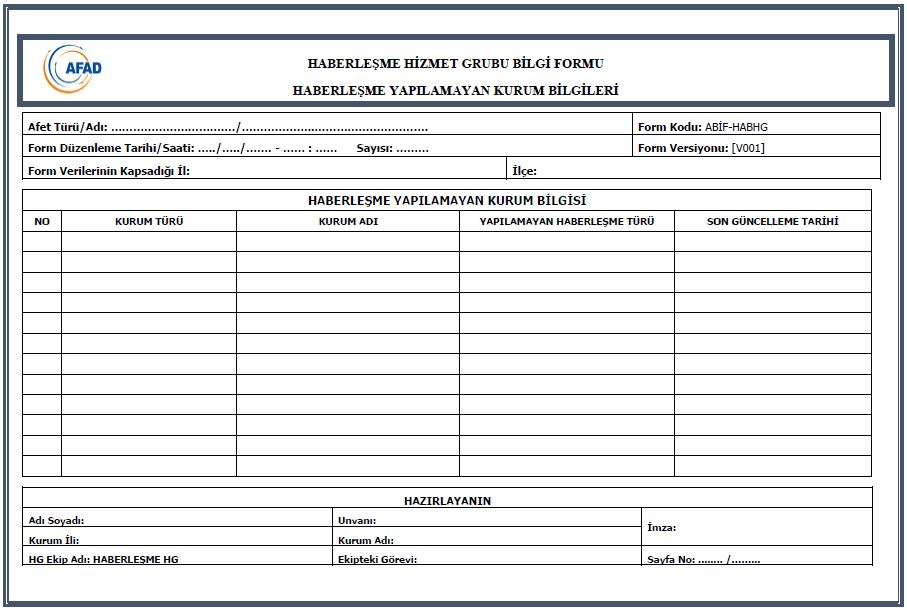 AFAD
HABERLEŞME HİZMET GRUBU BİLGİ FORMU
HABERLEŞME YAPILAMAYAN KURUM BİLGİLERİ
Afet Türü/Adı: ................................../................................................... Form Kodu: ABİF-HABHG
Form Düzenleme Tarihi/Saati: ...../...../....... - ...... : ...... Sayısı: ......... Form Versiyonu: [V001]
Form Verilerinin Kapsadığı İl: İlçe:
HABERLEŞME YAPILAMAYAN KURUM BİLGİSİ
NO KURUM TÜRÜ KURUM ADI YAPILAMAYAN HABERLEŞME TÜRÜ SON GÜNCELLEME TARİHİ
HAZIRLAYANIN
Adı Soyadı: Unvanı: İmza:
Kurum İli: Kurum Adı:
HG Ekip Adı: HABERLEŞME HG Ekipteki Görevi: Sayfa No: ........ /.........